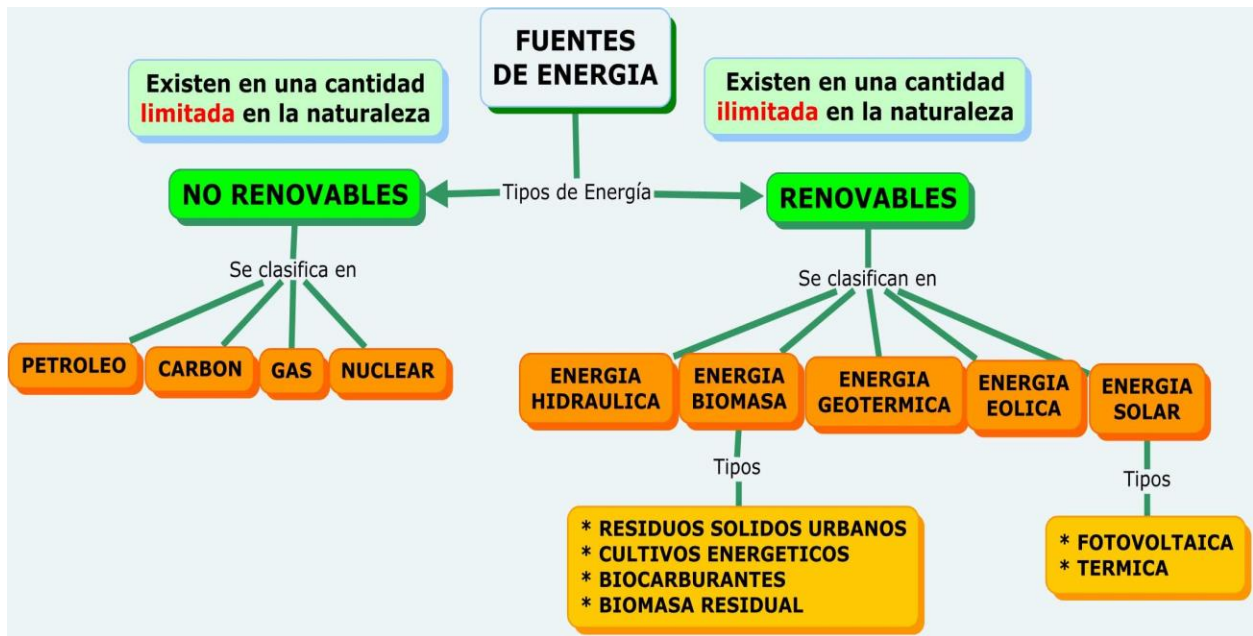 FUENTES
DE ENERGIA
Existen en una cantidad
limitada en la naturaleza
Existen en una cantidad
ilimitada en la naturaleza
Tipos de Energía
NO RENOVABLES
RENOVABLES
Se clasifica en
Se clasifican en
PETROLEO
CARBON
GAS
NUCLEAR
ENERGIA
HIDRAULICA
ENERGIA
BIOMASA
ENERGIA
GEOTERMICA
ENERGIA
EOLICA
ENERGIA
SOLAR
Tipos
* RESIDUOS SOLIDOS URBANOS
* CULTIVOS ENERGETICOS
* BIOCARBURANTES
* BIOMASA RESIDUAL
Tipos
* FOTOVOLTAICA
* TERMICA